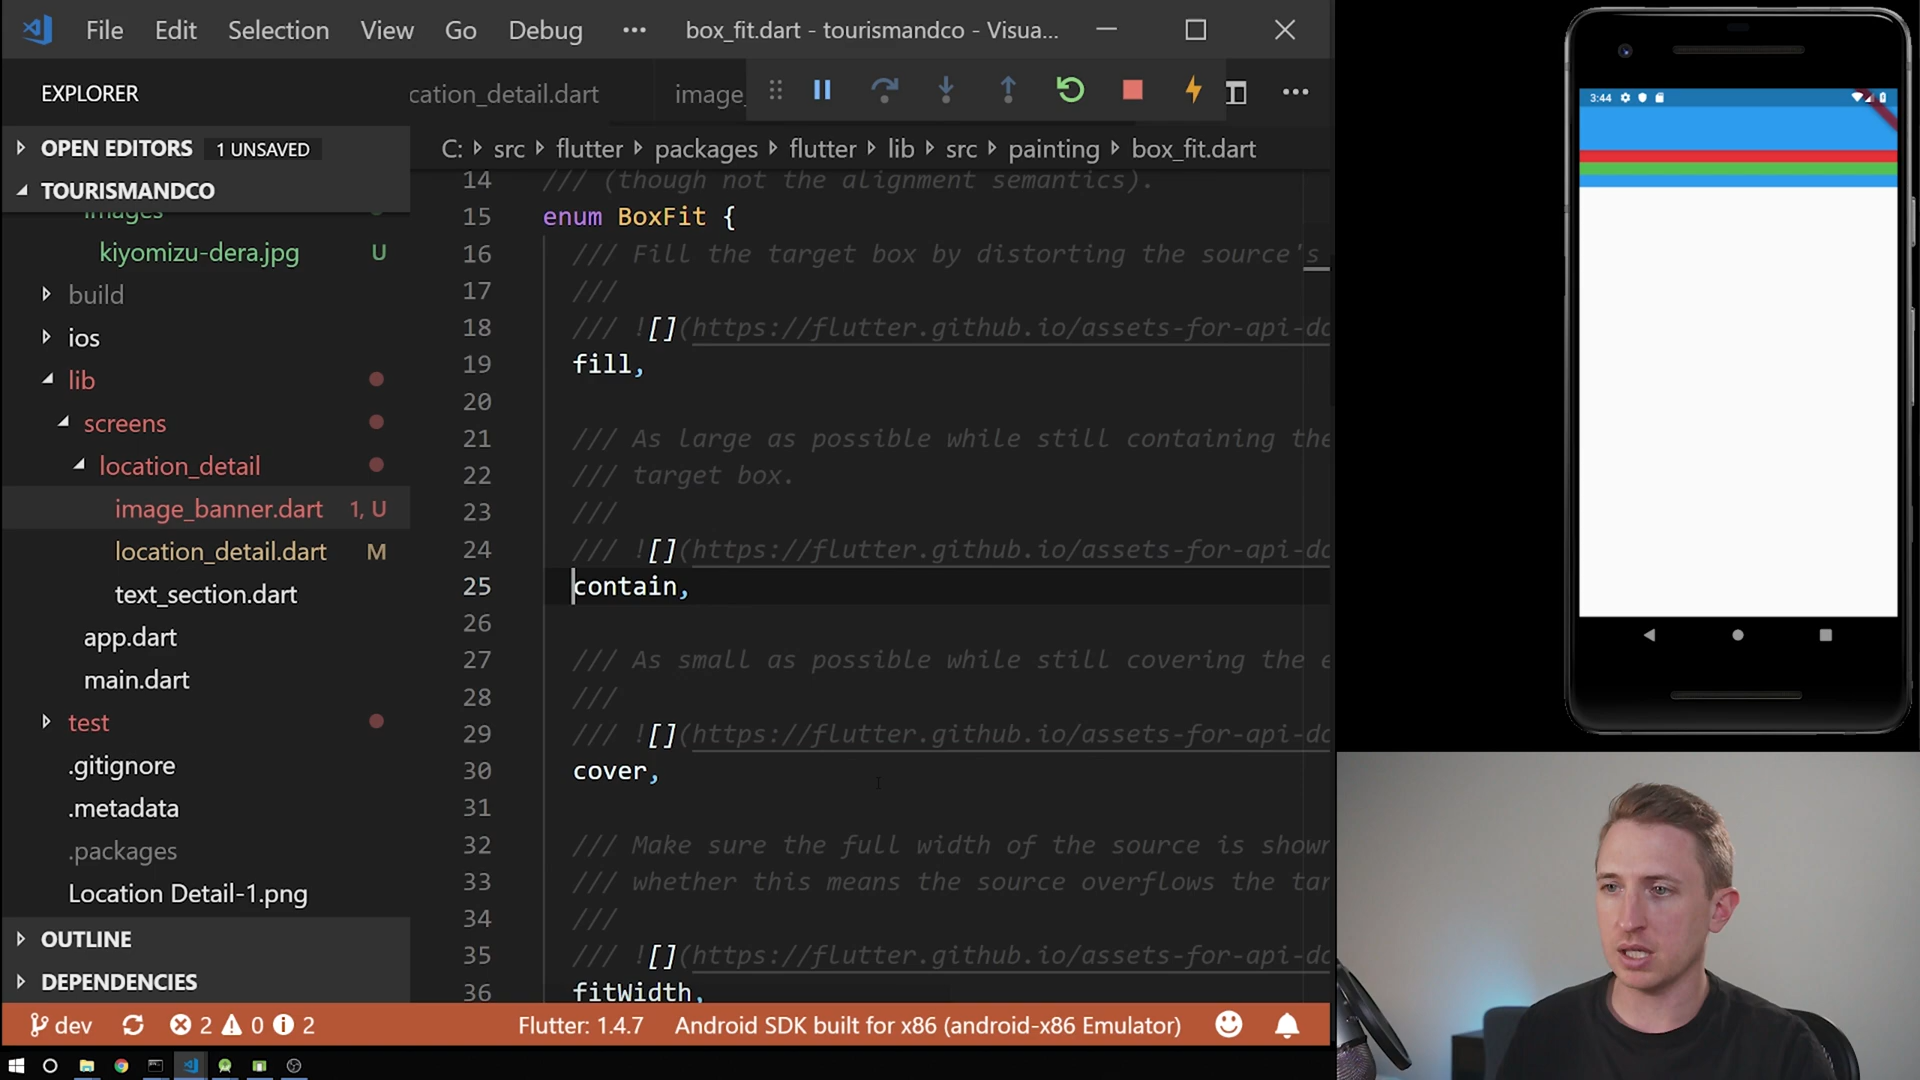 File Edit Selection View Go Debug ··· box_fit.dart - tourismandco - Visua...
EXPLORER
cation_detail.dart image_
OPEN EDITORS 1 UNSAVED
C: src flutter packages flutter lib src painting box_fit.dart
TOURISMANDCO
images
kiyomizu-dera.jpg U
build
ios
lib
screens
location_detail
image_banner.dart 1, U
location_detail.dart M
text_section.dart
app.dart
main.dart
test
.gitignore
.metadata
.packages
Location Detail-1.png
OUTLINE
DEPENDENCIES
14 /// (though not the alignment semantics).
15 enum BoxFit {
16 /// Fill the target box by distorting the source's
17 ///
18 /// ![](https://flutter.github.io/assets-for-api-do
19 fill,
20
21 /// As large as possible while still containing the
22 /// target box.
23 ///
24 /// ![](https://flutter.github.io/assets-for-api-do
25 contain,
26
27 /// As small as possible while still covering the e
28 ///
29 /// ![](https://flutter.github.io/assets-for-api-do
30 cover,
31
32 /// Make sure the full width of the source is shown
33 /// whether this means the source overflows the tar
34 ///
35 /// ![](https://flutter.github.io/assets-for-api-do
36 fitWidth,
dev 2 0 2 Flutter: 1.4.7 Android SDK built for x86 (android-x86 Emulator)
3:44